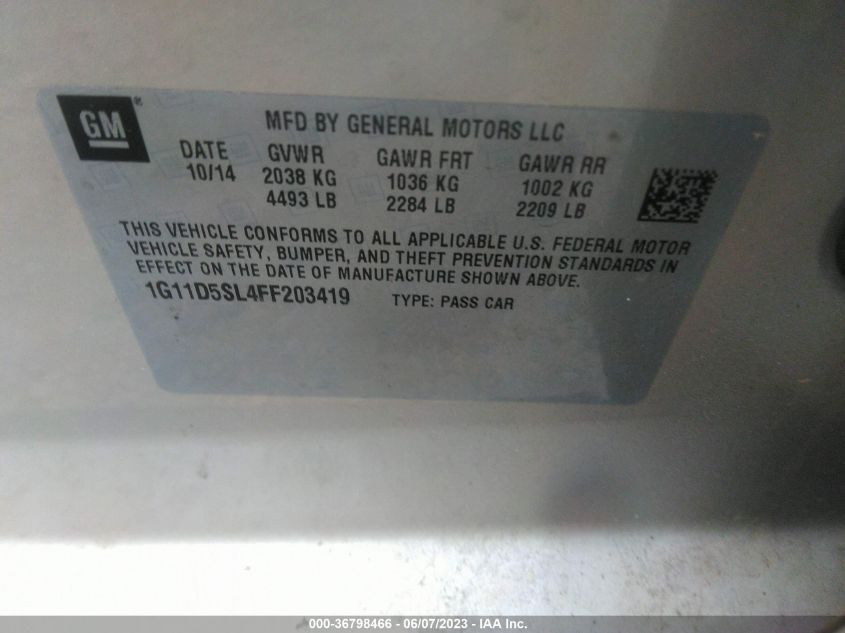 GM®
MFD BY GENERAL MOTORS LLC
DATE GVWR GAWR FRT GAWR RR
10/14 2038 KG 1036 KG 1002 KG
4493 LB 2284 LB 2209 LB
THIS VEHICLE CONFORMS TO ALL APPLICABLE U.S. FEDERAL MOTOR
VEHICLE SAFETY, BUMPER, AND THEFT PREVENTION STANDARDS IN
EFFECT ON THE DATE OF MANUFACTURE SHOWN ABOVE.
1G11D5SL4FF203419 TYPE: PASS CAR
000-36798466 - 06/07/2023 - IAA Inc.